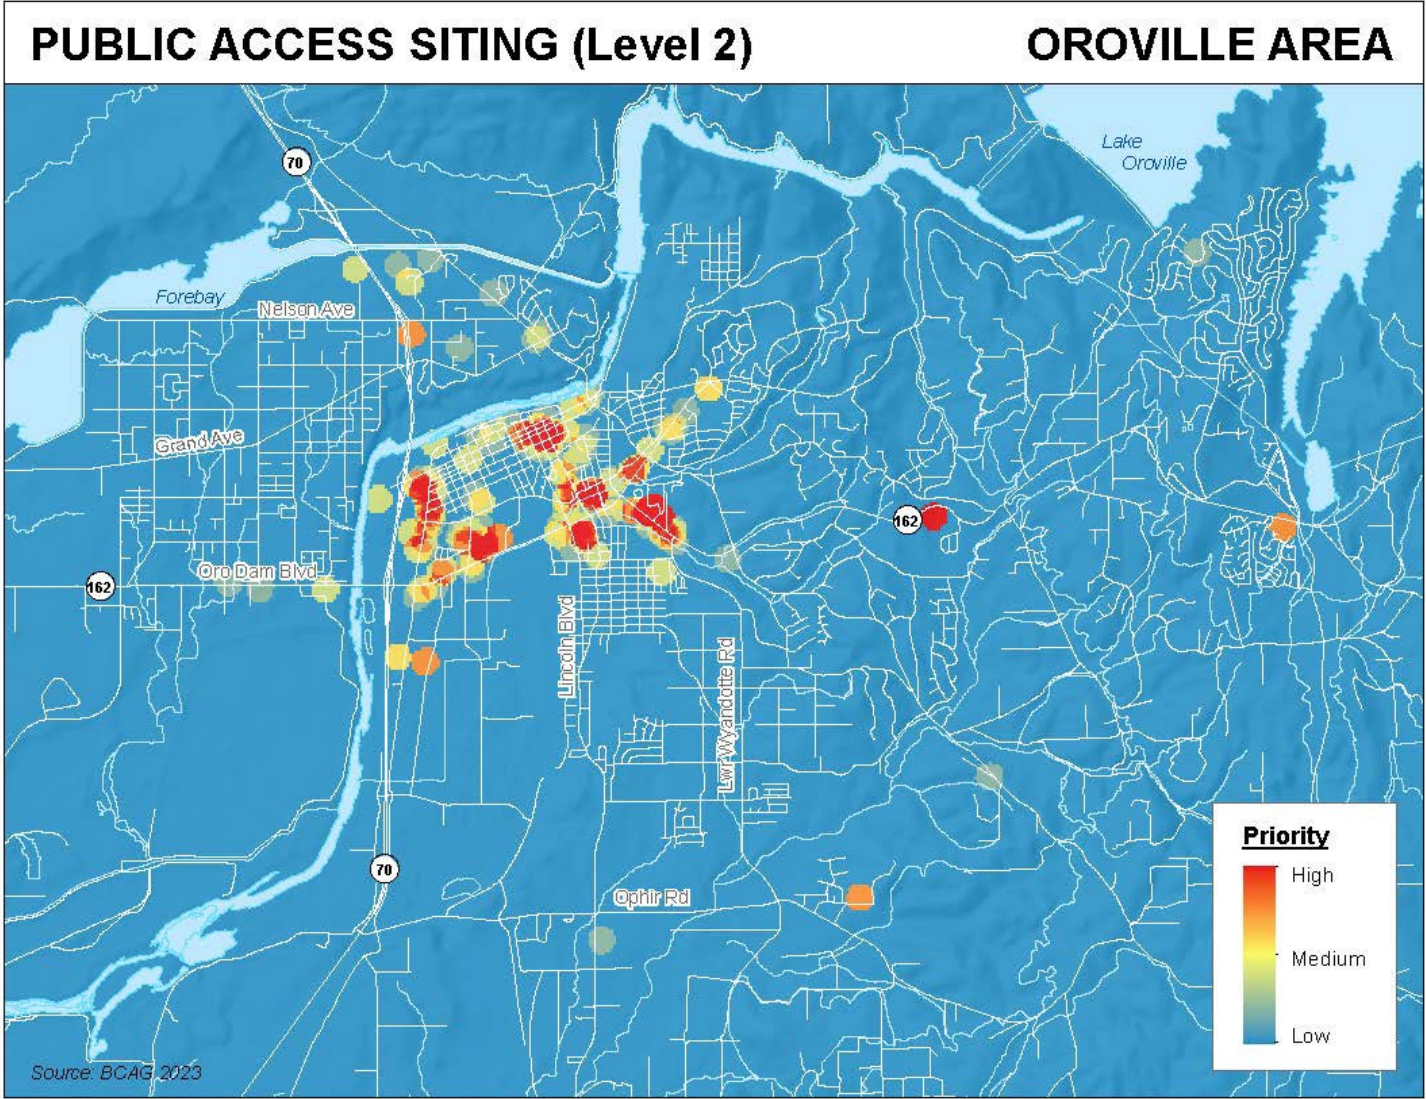 PUBLIC ACCESS SITING (Level 2)
OROVILLE AREA
70
Lake
Oroville
Forebay
Nelson Ave
Grand Ave
162
Oro Dam Blvd
162
Lincoln Blvd
Lwr Wyandotte Rd
70
Ophir Rd
Priority
High
Medium
Low
Source: BCAG 2023